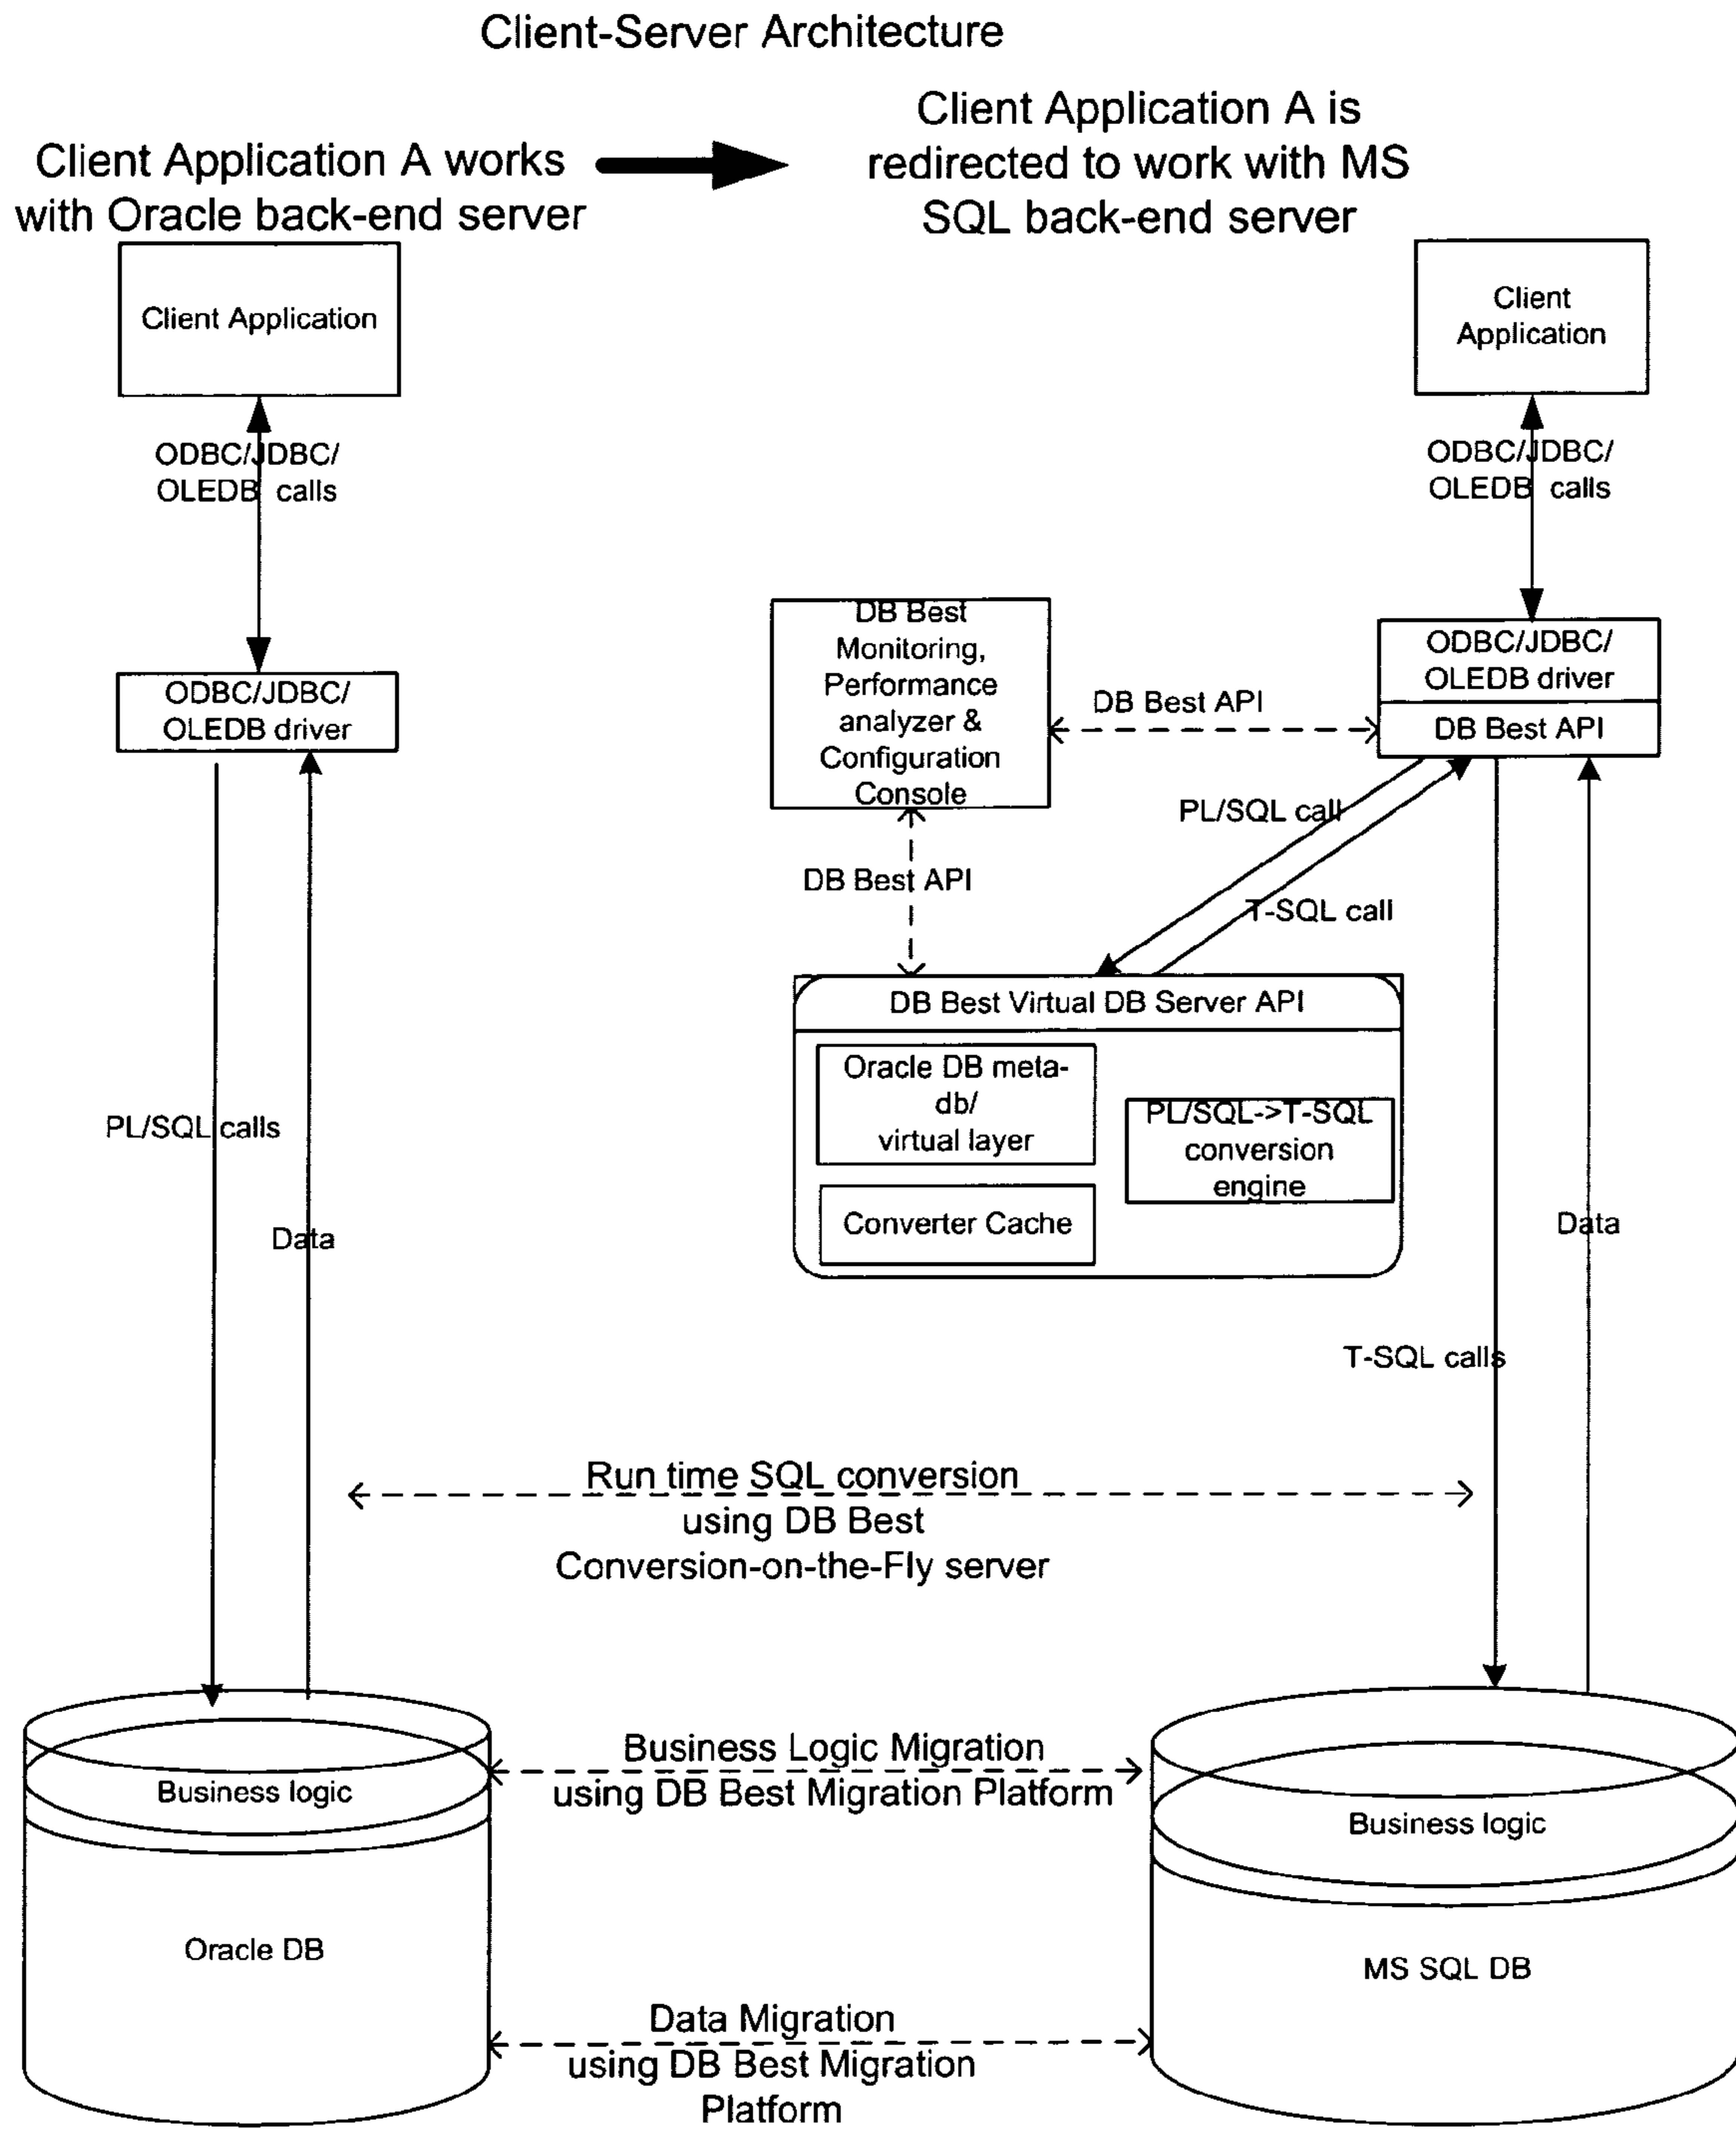 Client-Server Architecture
Client Application A works
with Oracle back-end server
Client Application A is
redirected to work with MS
SQL back-end server
Client Application
Client
Application
ODBC/JDBC/
OLEDB calls
ODBC/JDBC/
OLEDB calls
DB Best
Monitoring,
Performance
analyzer &
Configuration
Console
DB Best API
ODBC/JDBC/
OLEDB driver
DB Best API
ODBC/JDBC/
OLEDB driver
PL/SQL call
DB Best API
T-SQL call
DB Best Virtual DB Server API
Oracle DB meta-
db/
virtual layer
PL/SQL->T-SQL
conversion
engine
Converter Cache
PL/SQL calls
Data
Data
T-SQL calls
Run time SQL conversion
using DB Best
Conversion-on-the-Fly server
Business logic
Business Logic Migration
using DB Best Migration Platform
Business logic
Oracle DB
MS SQL DB
Data Migration
using DB Best Migration
Platform